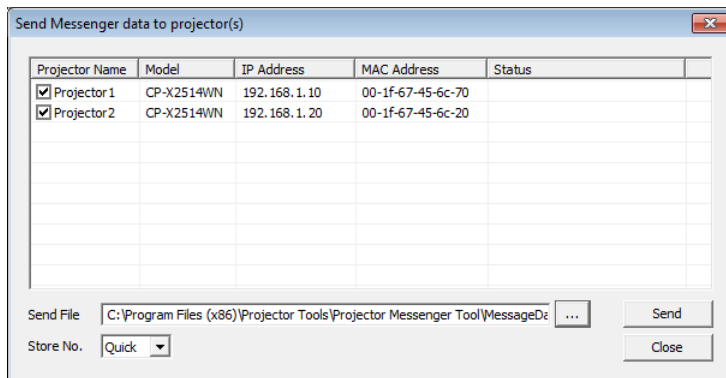 Send Messenger data to projector(s)
Projector Name Model IP Address MAC Address Status
Projector1 CP-X2514WN 192.168.1.10 00-1f-67-45-6c-70
Projector2 CP-X2514WN 192.168.1.20 00-1f-67-45-6c-20
Send File C:\Program Files (x86)\Projector Tools\Projector Messenger Tool\MessageDa ... Send
Store No. Quick Close